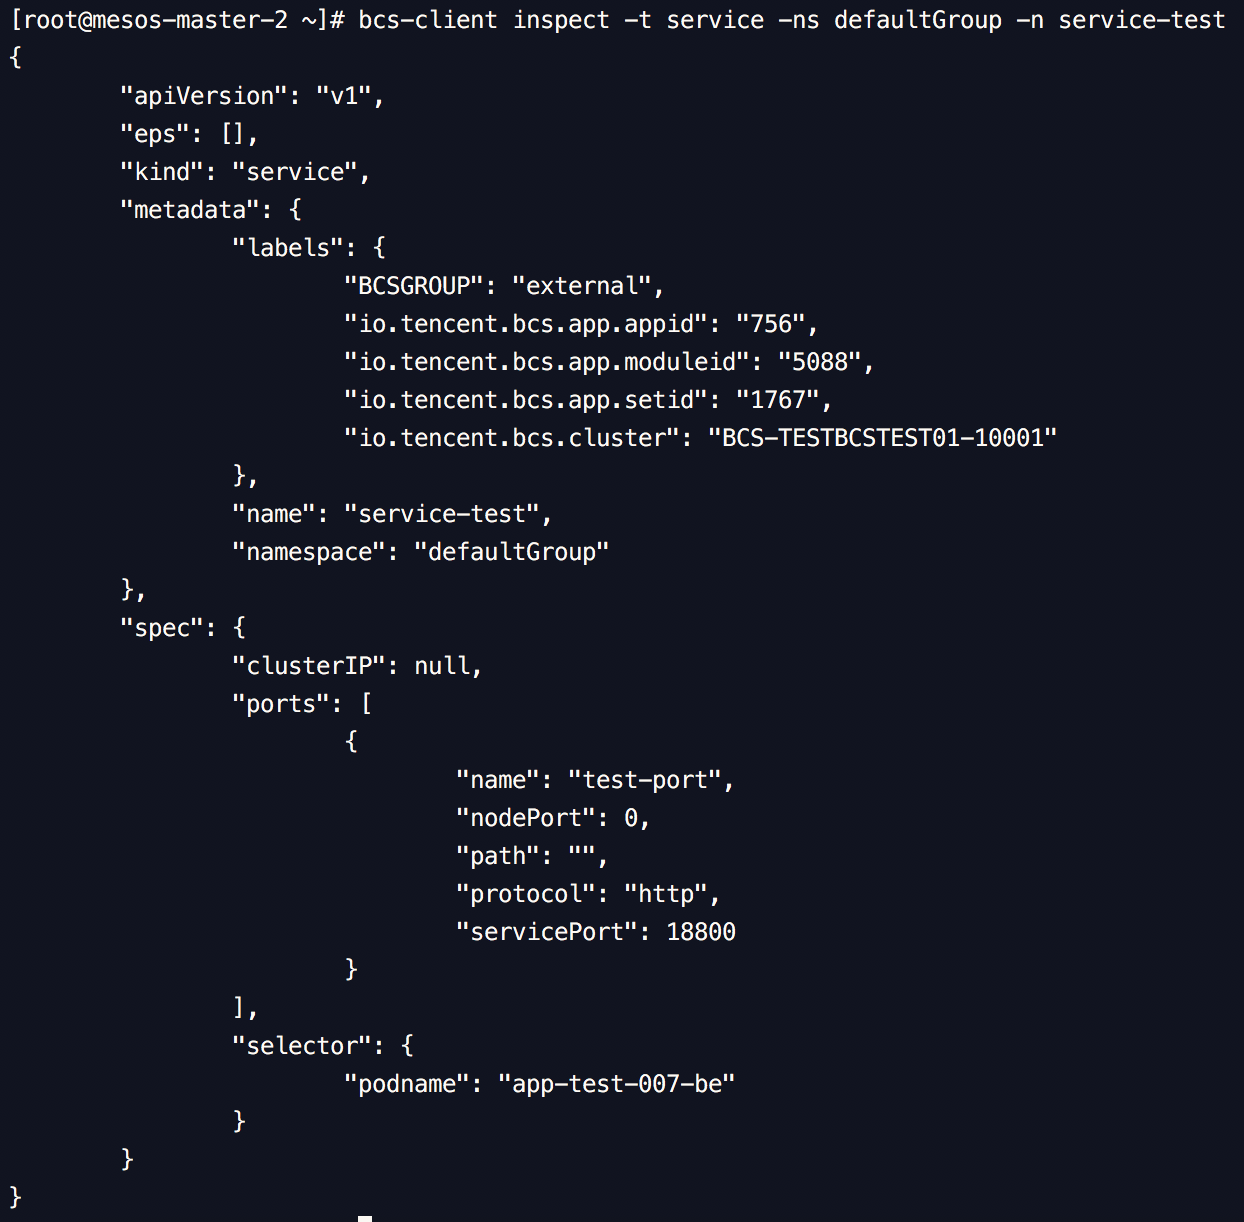 [root@mesos-master-2 ~]# bcs-client inspect -t service -ns defaultGroup -n service-test
{
        "apiVersion": "v1",
        "eps": [],
        "kind": "service",
        "metadata": {
                "labels": {
                        "BCSGROUP": "external",
                        "io.tencent.bcs.app.appid": "756",
                        "io.tencent.bcs.app.moduleid": "5088",
                        "io.tencent.bcs.app.setid": "1767",
                        "io.tencent.bcs.cluster": "BCS-TESTBCSTEST01-10001"
                },
                "name": "service-test",
                "namespace": "defaultGroup"
        },
        "spec": {
                "clusterIP": null,
                "ports": [
                        {
                                "name": "test-port",
                                "nodePort": 0,
                                "path": "",
                                "protocol": "http",
                                "servicePort": 18800
                        }
                ],
                "selector": {
                        "podname": "app-test-007-be"
                }
        }
}